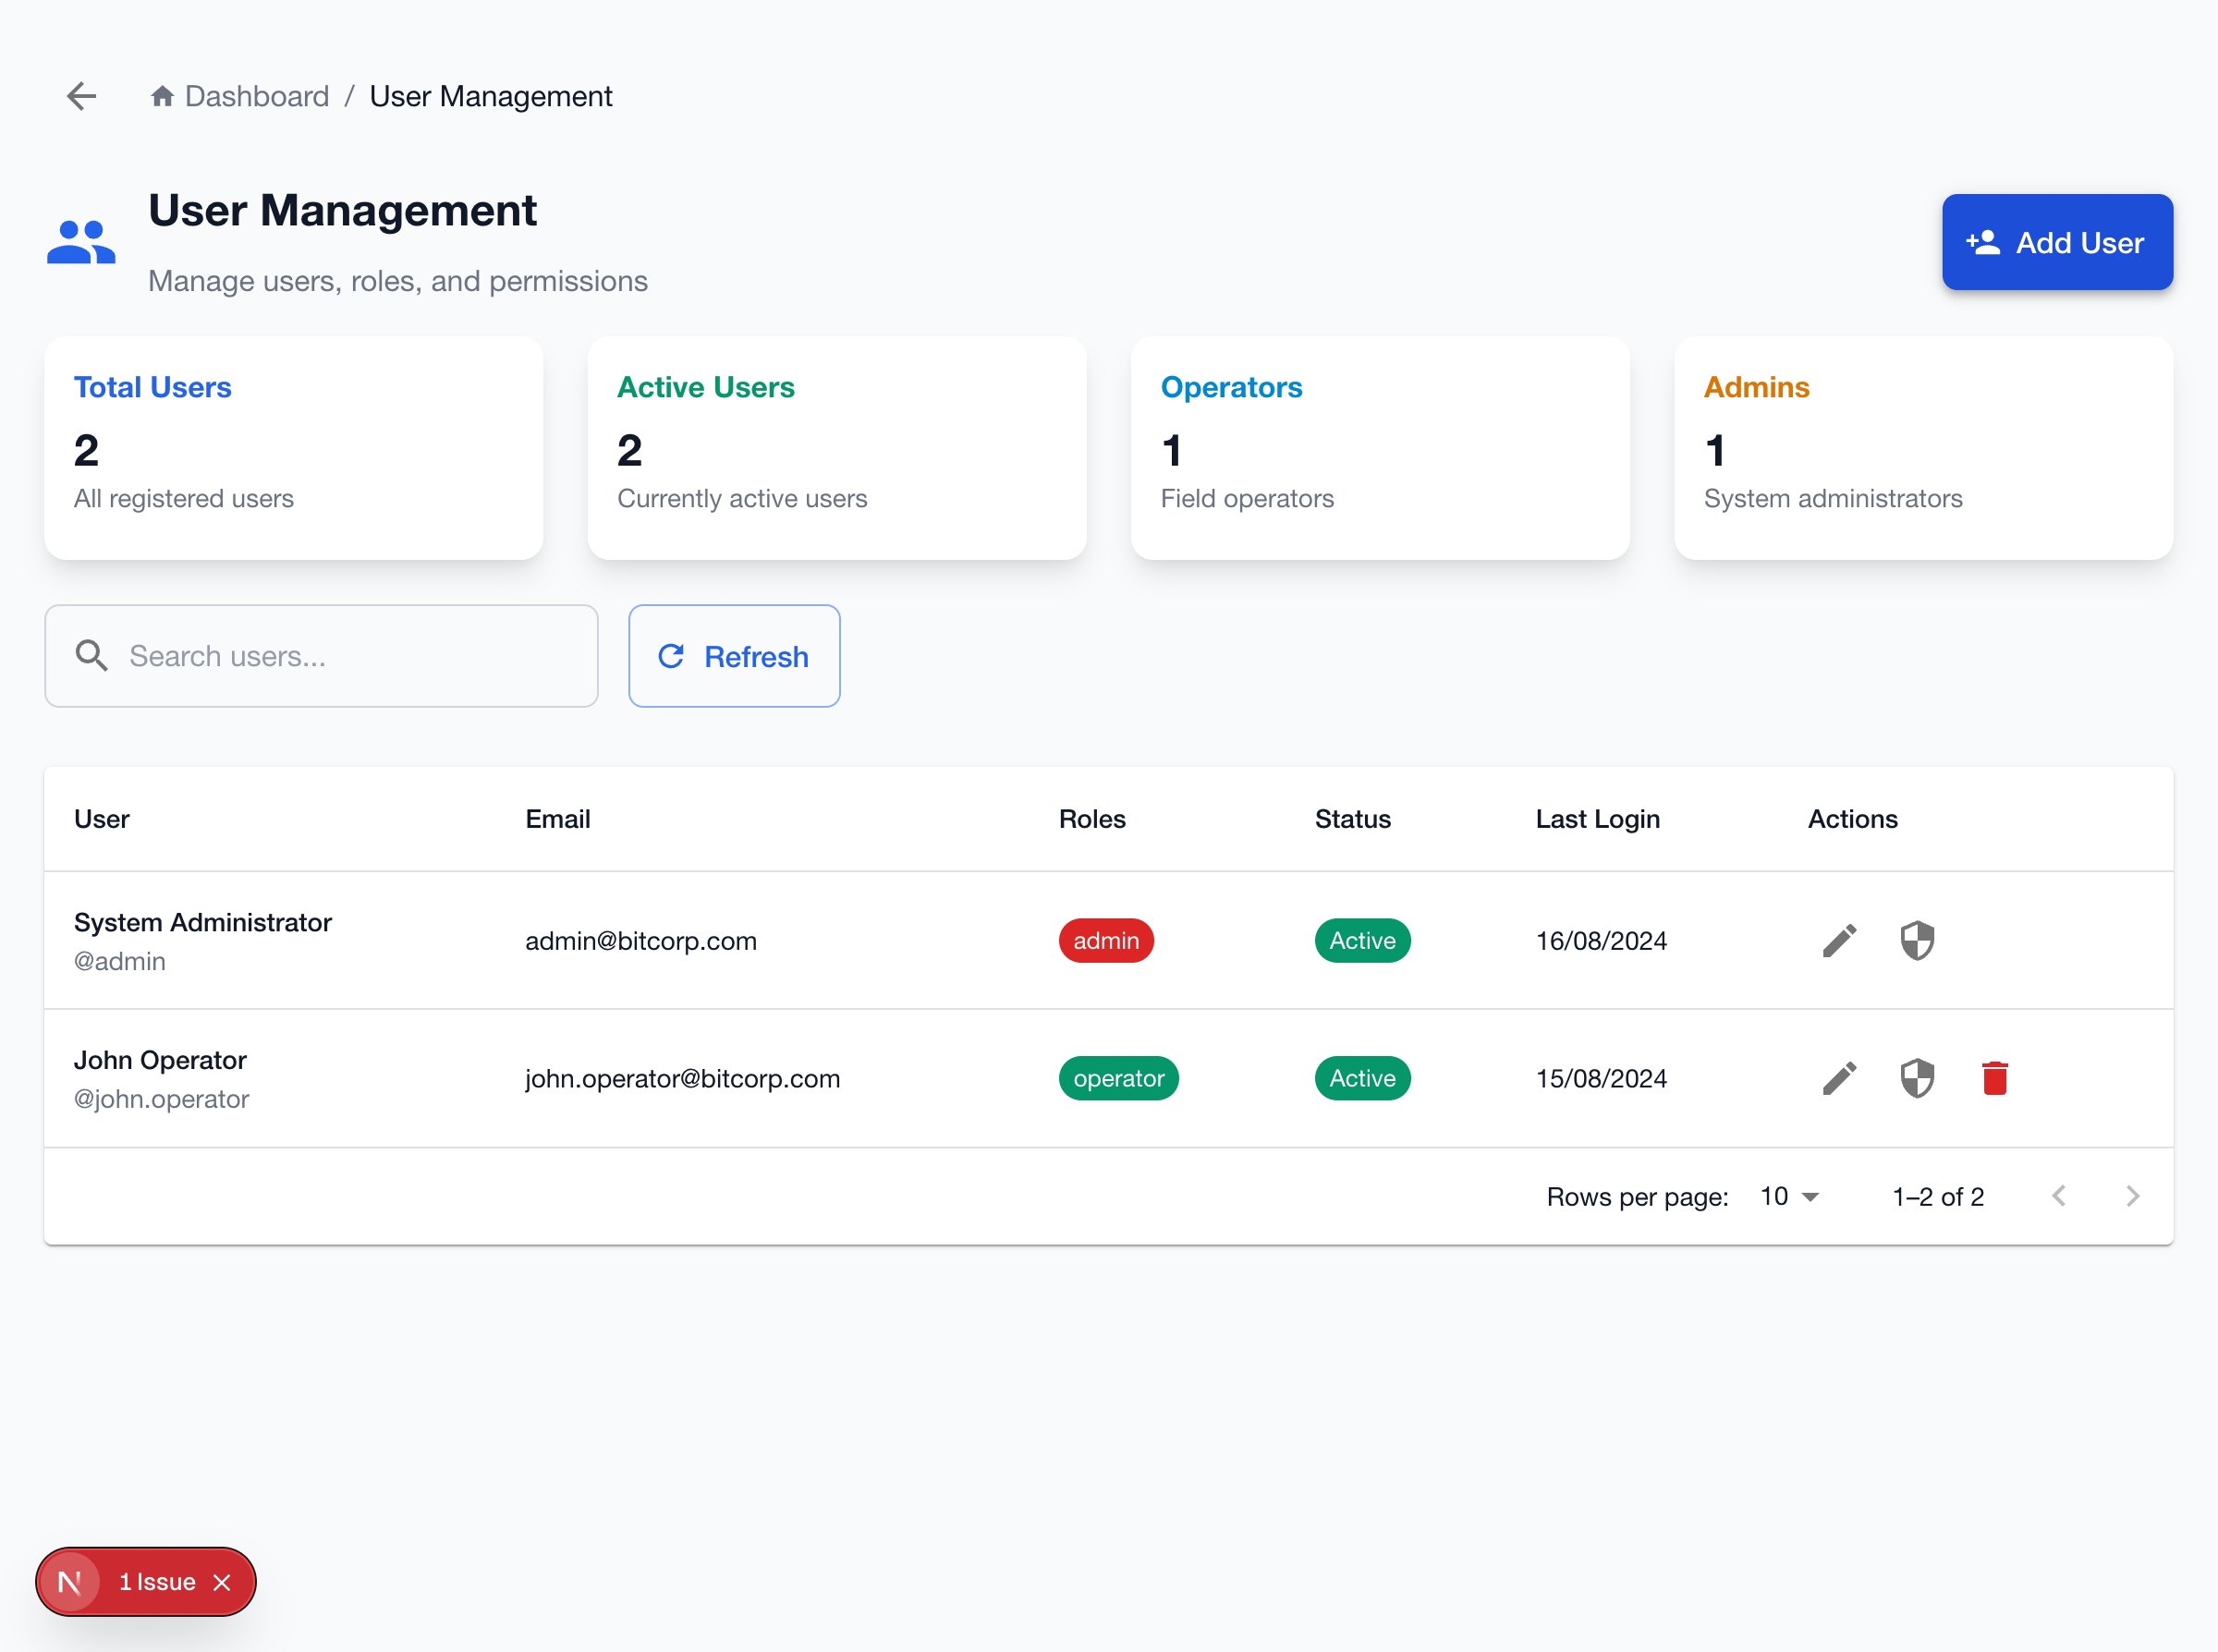 Dashboard / User Management
User Management
Manage users, roles, and permissions
Add User
Total Users
2
All registered users
Active Users
2
Currently active users
Operators
1
Field operators
Admins
1
System administrators
Search users...
Refresh
User Email Roles Status Last Login Actions
System Administrator
@admin
admin@bitcorp.com admin Active 16/08/2024
John Operator
@john.operator
john.operator@bitcorp.com operator Active 15/08/2024
Rows per page: 10 1–2 of 2
N 1 Issue